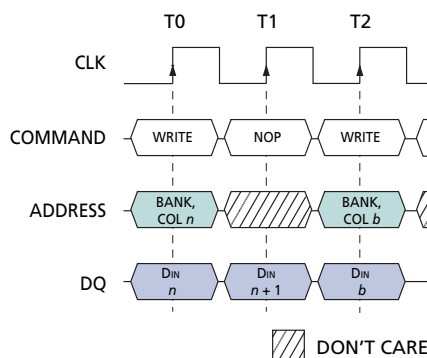 T0 T1 T2
CLK
COMMAND WRITE NOP WRITE
ADDRESS BANK, COL n BANK, COL b
DQ DIN n DIN n + 1 DIN b
DON'T CARE